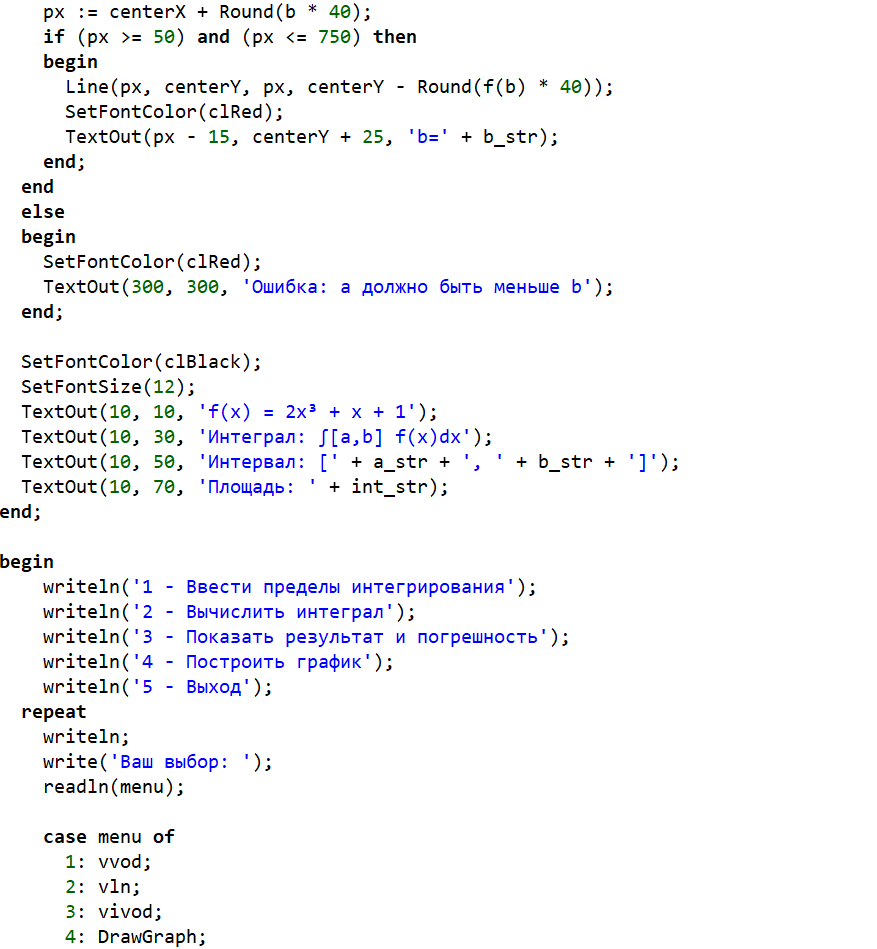 px := centerX + Round(b * 40);
if (px >= 50) and (px <= 750) then
begin
Line(px, centerY, px, centerY - Round(f(b) * 40));
SetFontColor(clRed);
TextOut(px - 15, centerY + 25, 'b=' + b_str);
end;
end
else
begin
SetFontColor(clRed);
TextOut(300, 300, 'Ошибка: a должно быть меньше b');
end;
SetFontColor(clBlack);
SetFontSize(12);
TextOut(10, 10, 'f(x) = 2x³ + x + 1');
TextOut(10, 30, 'Интеграл: ∫[a,b] f(x)dx');
TextOut(10, 50, 'Интервал: [' + a_str + ', ' + b_str + ']');
TextOut(10, 70, 'Площадь: ' + int_str);
end;
begin
writeln('1 - Ввести пределы интегрирования');
writeln('2 - Вычислить интеграл');
writeln('3 - Показать результат и погрешность');
writeln('4 - Построить график');
writeln('5 - Выход');
repeat
writeln;
write('Ваш выбор: ');
readln(menu);
case menu of
1: vvod;
2: vln;
3: vivod;
4: DrawGraph;